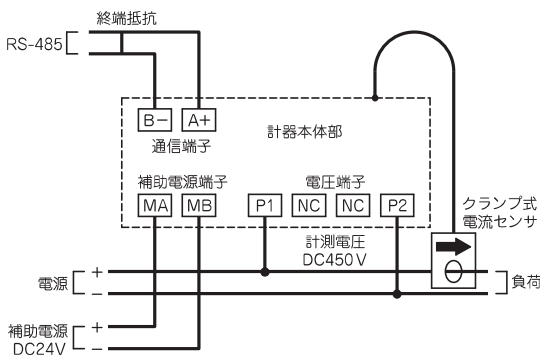 終端抵抗
RS-485
B−
A+
通信端子
計器本体部
補助電源端子
電圧端子
MA
MB
P1
NC
NC
P2
クランプ式
電流センサ
計測電圧
DC450V
電源
+
−
負荷
補助電源
DC24V
+
−